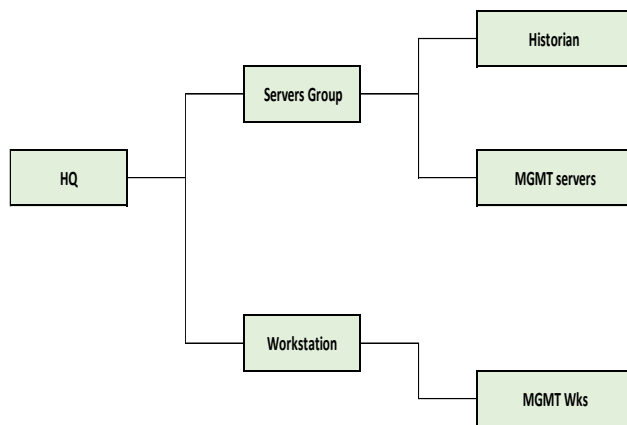 Historian
Servers Group
HQ
MGMT servers
Workstation
MGMT Wks